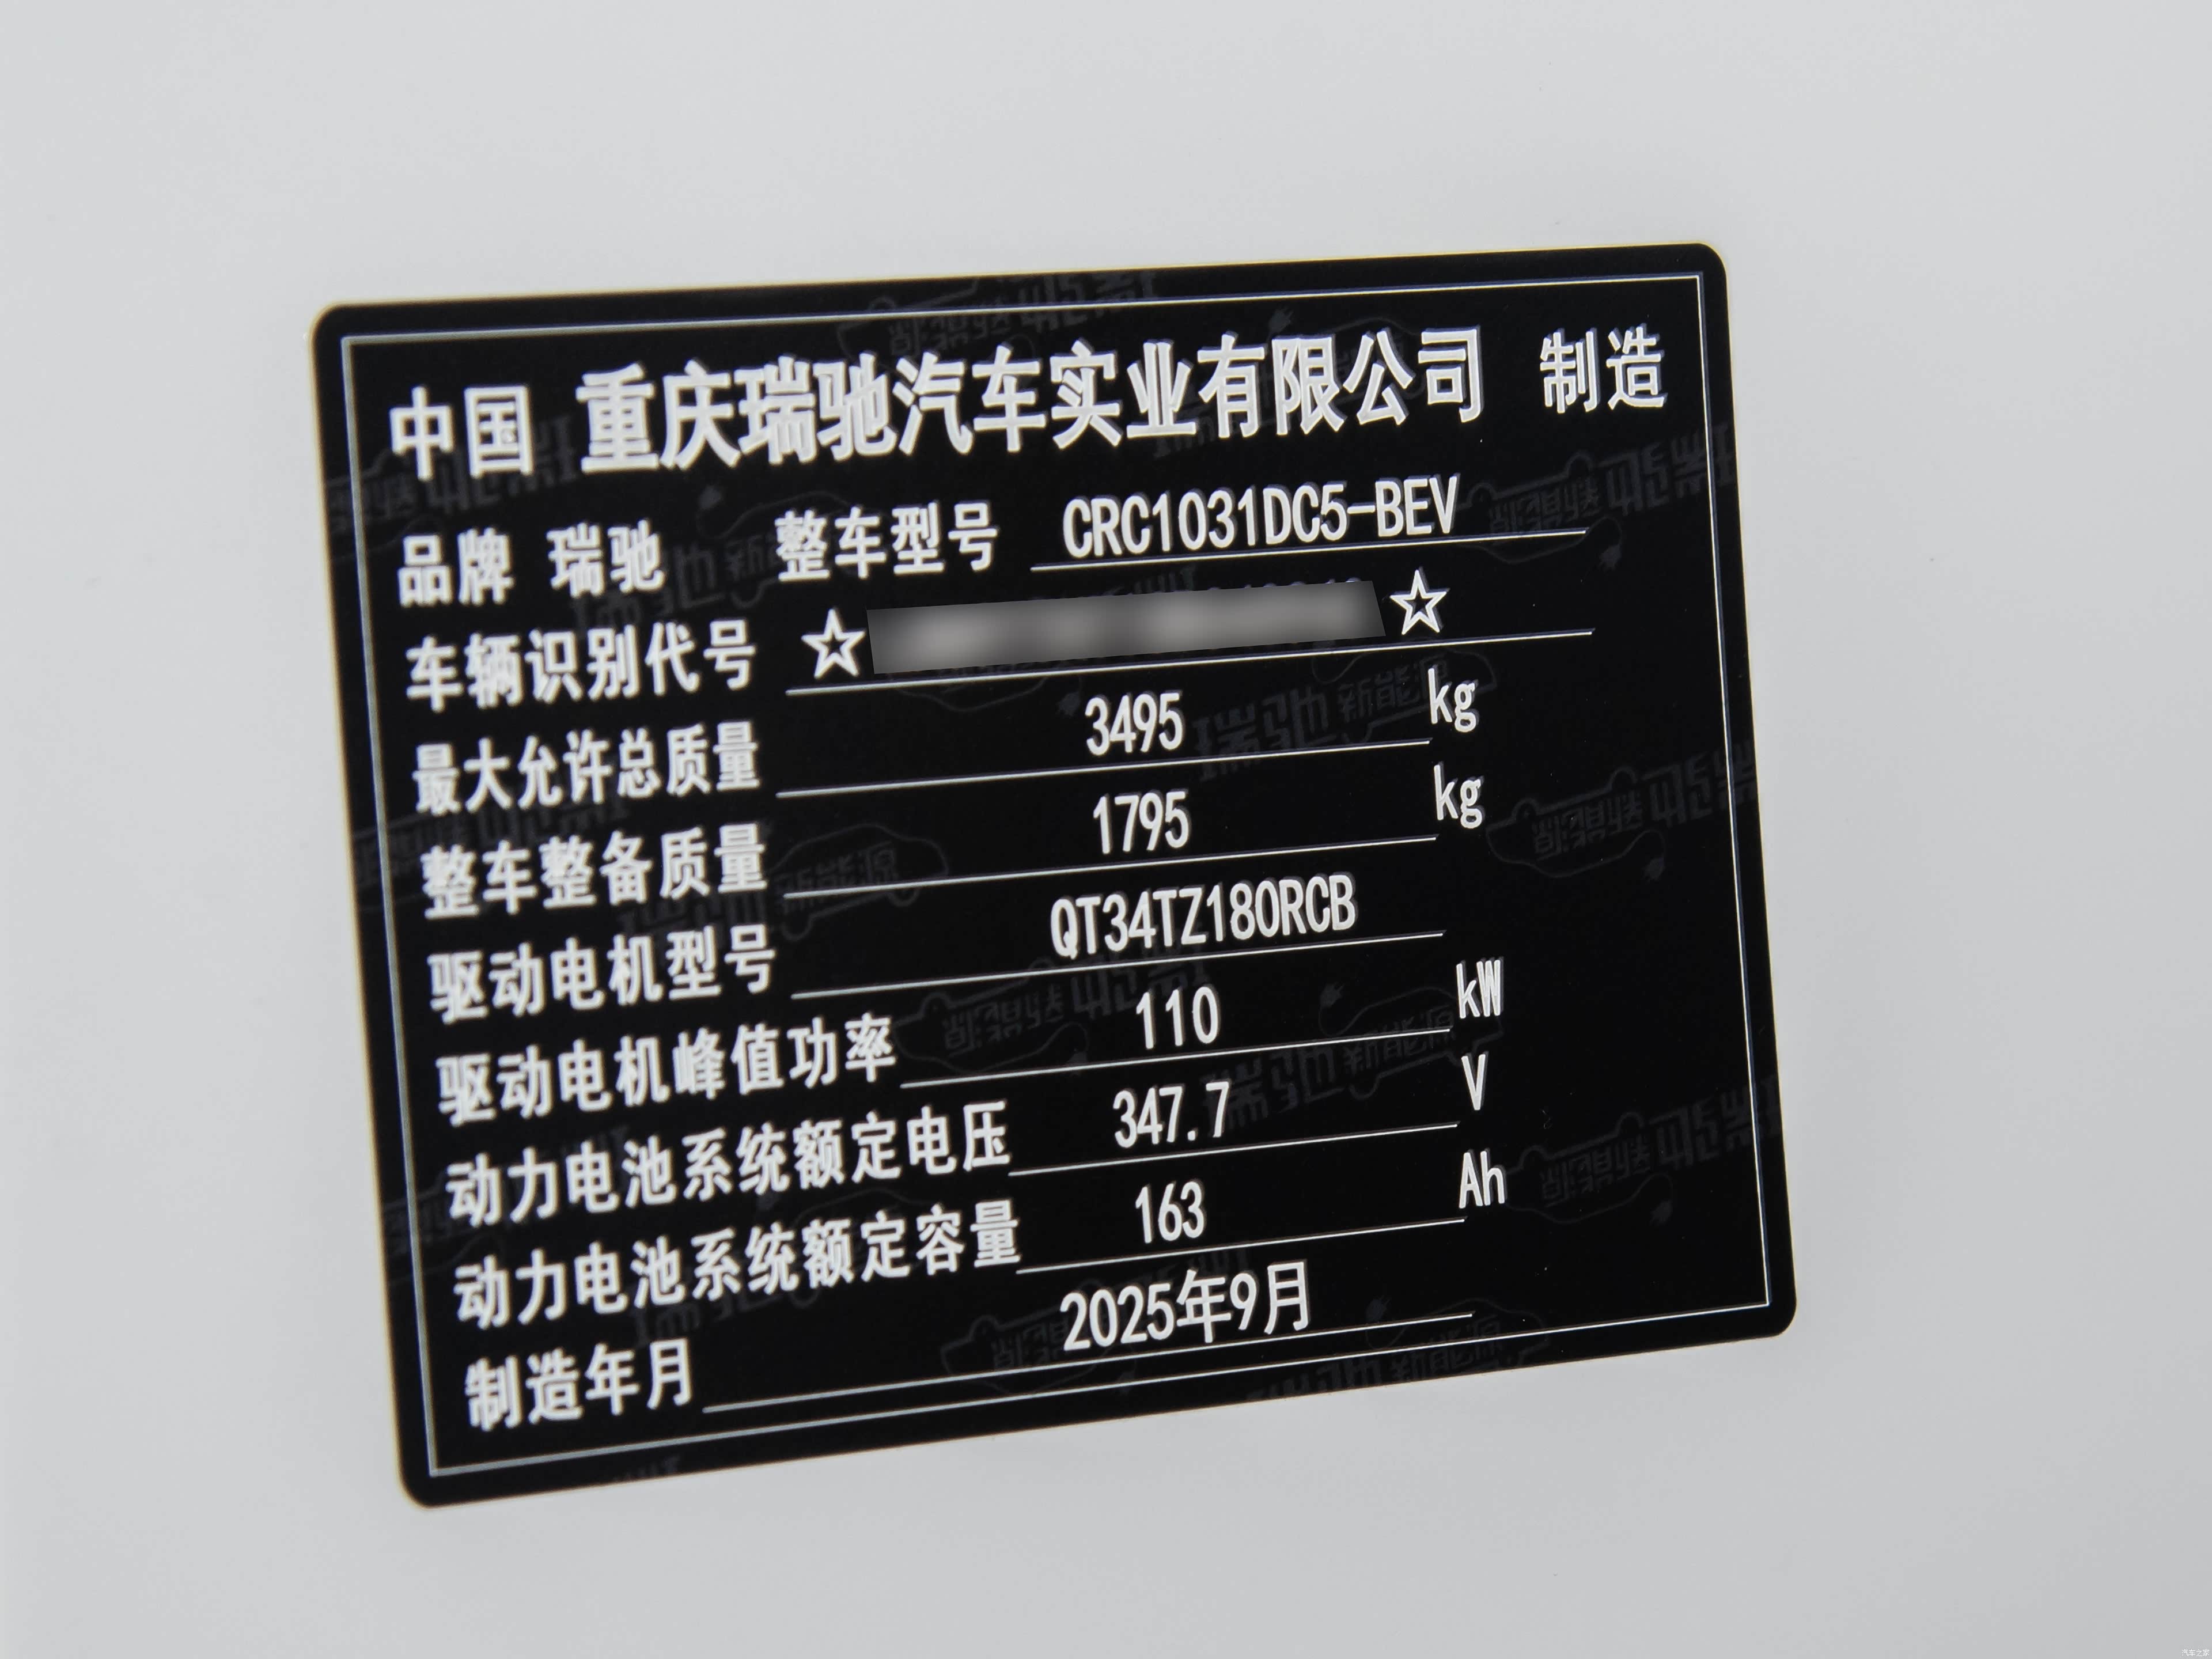 中国 重庆瑞驰汽车实业有限公司 制造
品牌 瑞驰 整车型号 CRC1031DC5-BEV
车辆识别代号 ☆ ☆
最大允许总质量 3495 kg
整车整备质量 1795 kg
驱动电机型号 QT34TZ180RCB
驱动电机峰值功率 110 kW
动力电池系统额定电压 347.7 V
动力电池系统额定容量 163 Ah
制造年月 2025年9月
汽车之家